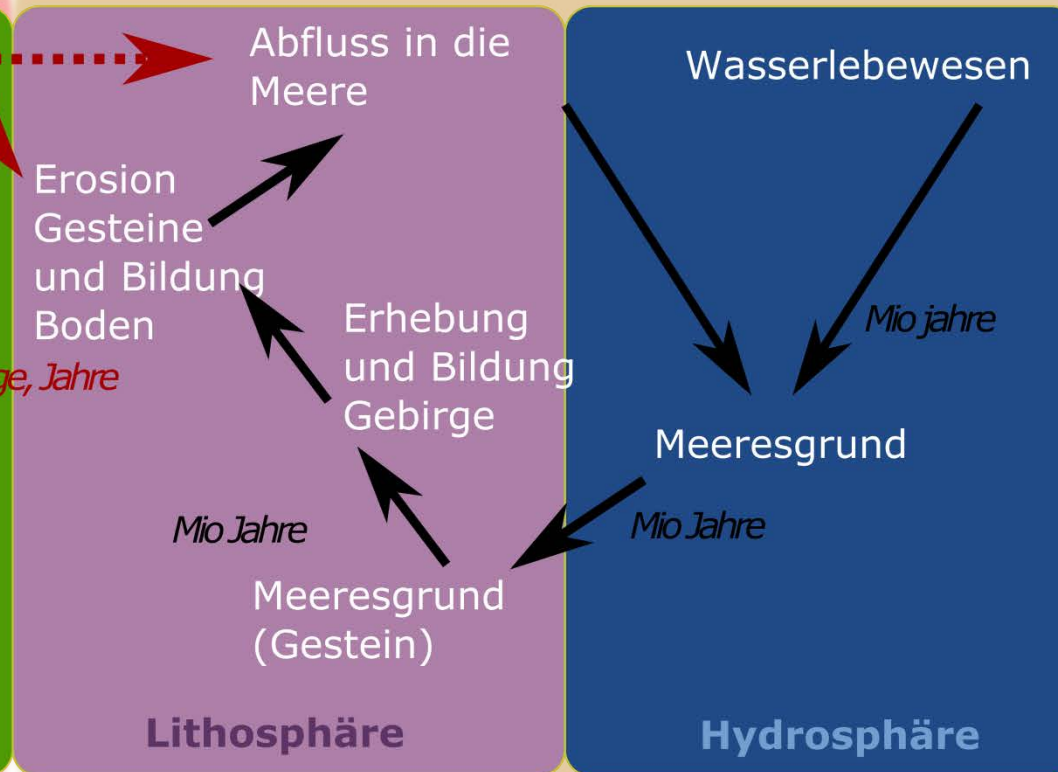 Abfluss in die
Meere
Wasserlebewesen
Erosion
Gesteine
und Bildung
Boden
Jahre
Erhebung
und Bildung
Gebirge
Mio jahre
Meeresgrund
Mio Jahre
Mio Jahre
Meeresgrund
(Gestein)
Lithosphäre
Hydrosphäre